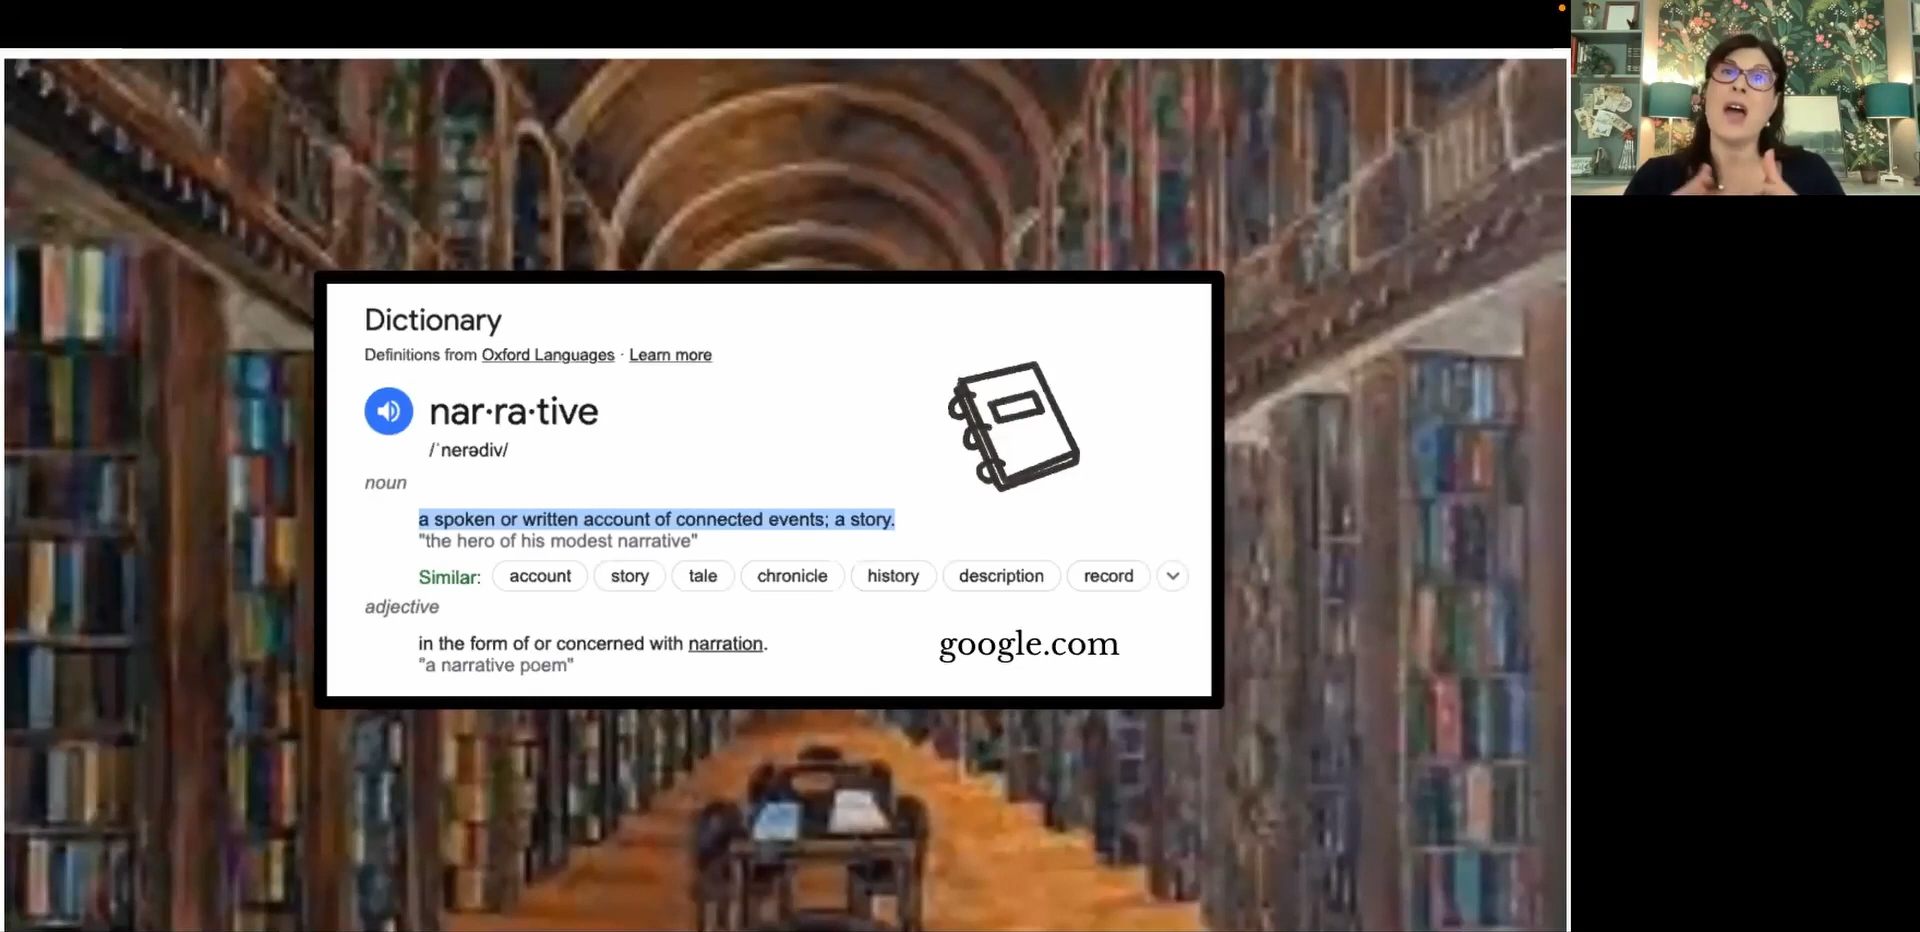 Dictionary
Definitions from Oxford Languages · Learn more
nar·ra·tive
/ˈnerədiv/
noun
a spoken or written account of connected events; a story.
"the hero of his modest narrative"
Similar: account story tale chronicle history description record
adjective
in the form of or concerned with narration.
"a narrative poem"
google.com